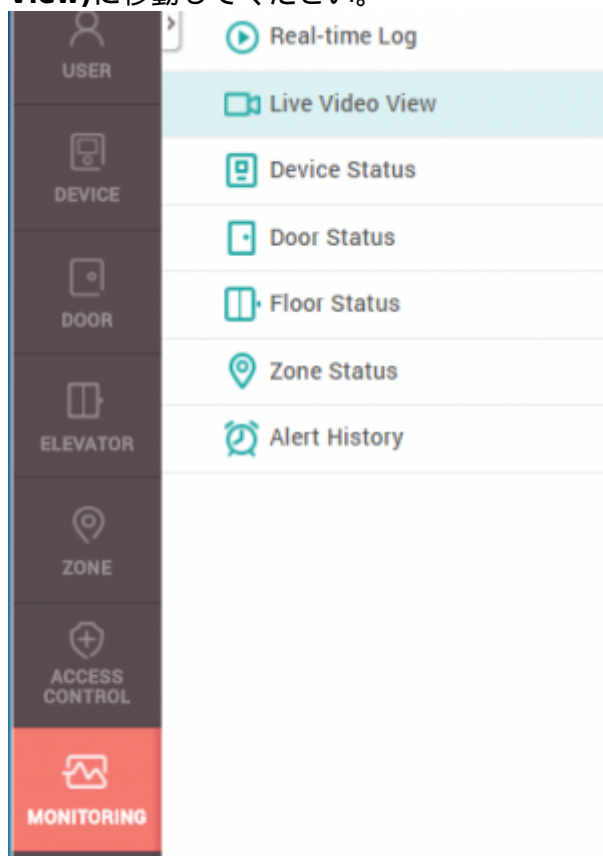 View)に移動してください。
USER
DEVICE
DOOR
ELEVATOR
ZONE
ACCESS
CONTROL
MONITORING
Real-time Log
Live Video View
Device Status
Door Status
Floor Status
Zone Status
Alert History